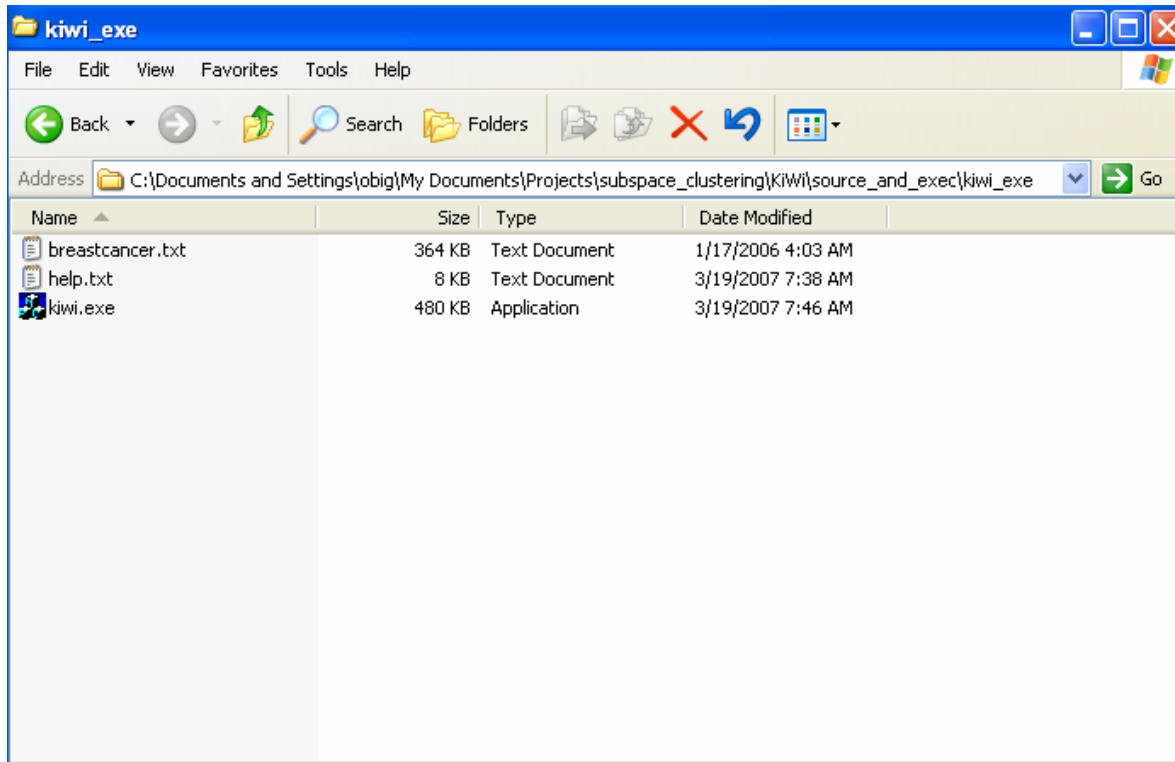 kiwi_exe
File Edit View Favorites Tools Help
Back Search Folders
Address C:\Documents and Settings\obig\My Documents\Projects\subspace_clustering\KiWi\source_and_exec\kiwi_exe Go
Name Size Type Date Modified
breastcancer.txt 364 KB Text Document 1/17/2006 4:03 AM
help.txt 8 KB Text Document 3/19/2007 7:38 AM
kiwi.exe 480 KB Application 3/19/2007 7:46 AM